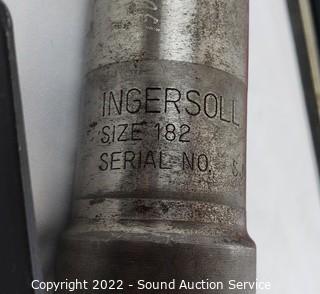 INGERSOLL
SIZE 182
SERIAL NO.
Copyright 2022 - Sound Auction Service